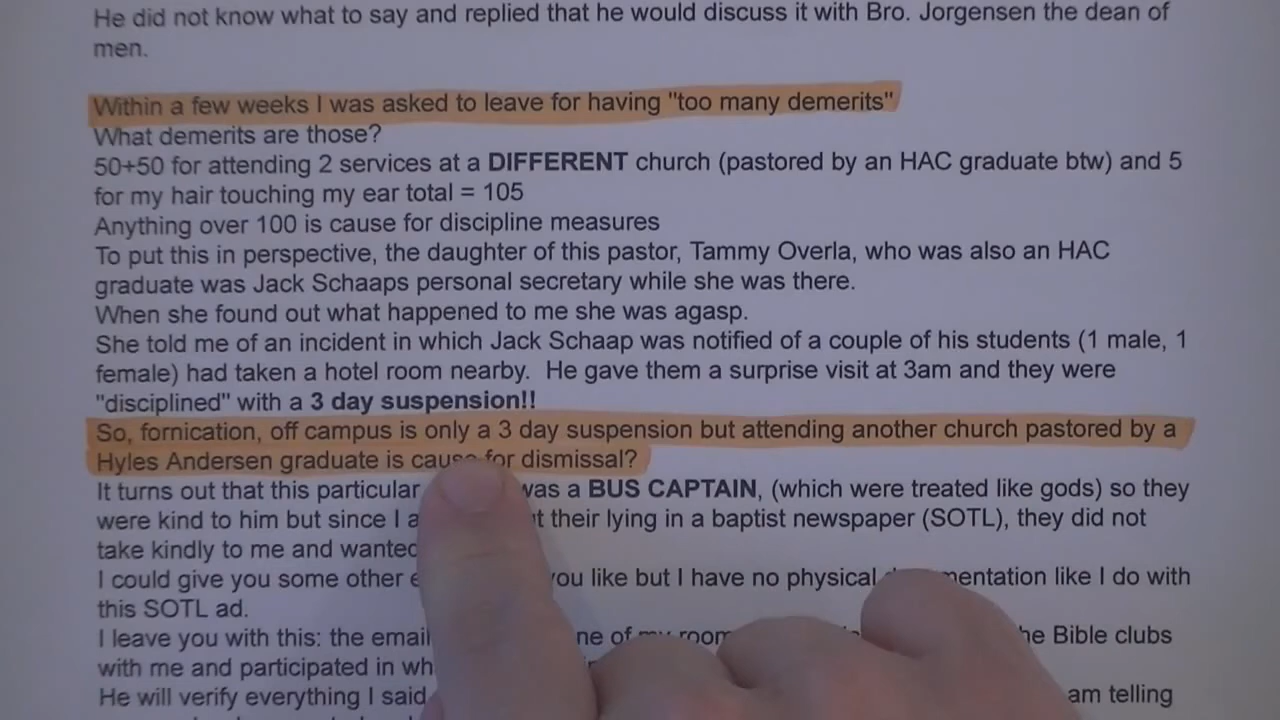 He did not know what to say and replied that he would discuss it with Bro. Jorgensen the dean of
men.
Within a few weeks I was asked to leave for having "too many demerits"
What demerits are those?
50+50 for attending 2 services at a DIFFERENT church (pastored by an HAC graduate btw) and 5
for my hair touching my ear total = 105
Anything over 100 is cause for discipline measures
To put this in perspective, the daughter of this pastor, Tammy Overla, who was also an HAC
graduate was Jack Schaaps personal secretary while she was there.
When she found out what happened to me she was agasp.
She told me of an incident in which Jack Schaap was notified of a couple of his students (1 male, 1
female) had taken a hotel room nearby. He gave them a surprise visit at 3am and they were
"disciplined" with a 3 day suspension!!
So, fornication, off campus is only a 3 day suspension but attending another church pastored by a
Hyles Andersen graduate is cause for dismissal?
It turns out that this particular was a BUS CAPTAIN, (which were treated like gods) so they
were kind to him but since I their lying in a baptist newspaper (SOTL), they did not
take kindly to me and wanted
I could give you some other you like but I have no physical like I do with
this SOTL ad.
I leave you with this: the email of my Bible clubs
with me and participated in
He will verify everything I said am telling